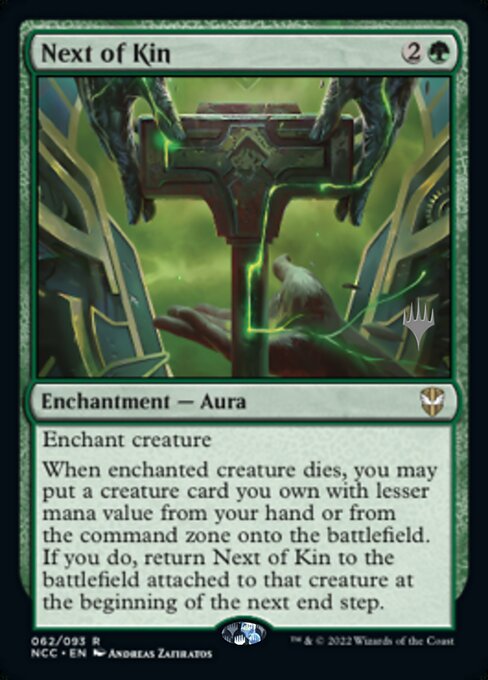 Next of Kin 2
Enchantment — Aura
Enchant creature
When enchanted creature dies, you may
put a creature card you own with lesser
mana value from your hand or from
the command zone onto the battlefield.
If you do, return Next of Kin to the
battlefield attached to that creature at
the beginning of the next end step.
062/093 R
NCC • EN Andreas Zafiratos
™ & © 2022 Wizards of the Coast